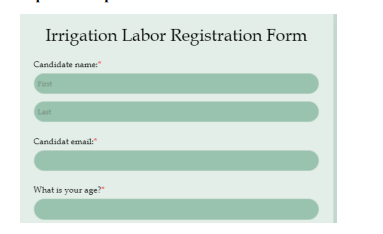 Irrigation Labor Registration Form
Candidate name:*
First
Last
Candidat email:*
What is your age?*